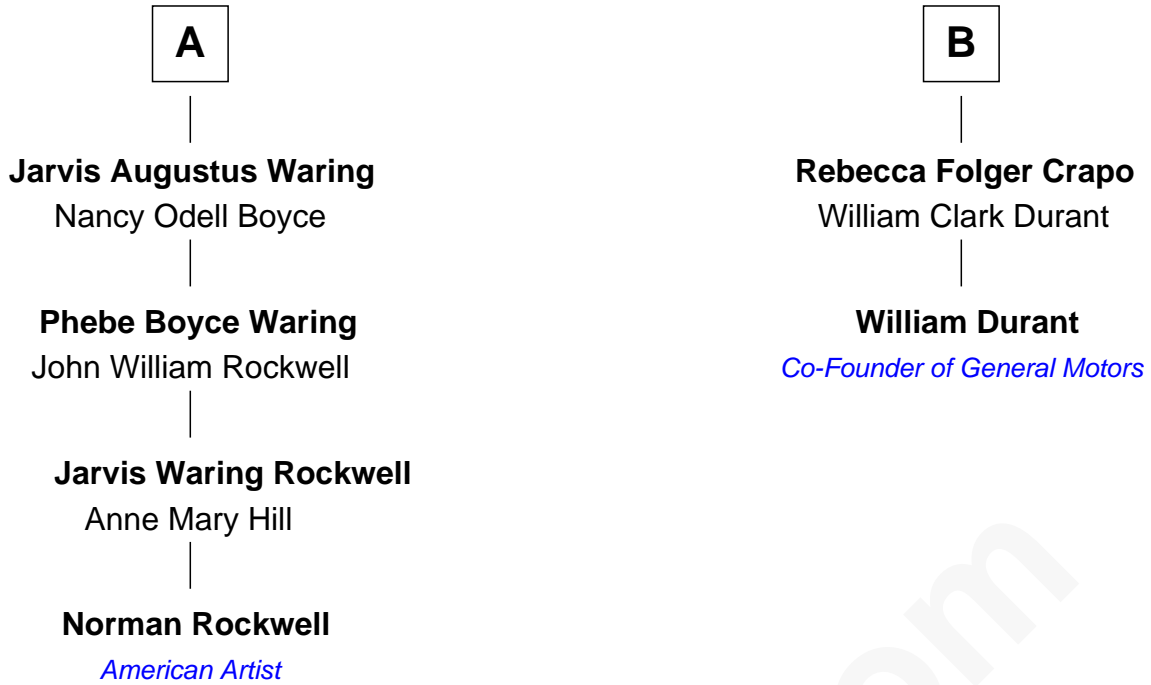 A
Jarvis Augustus Waring
Nancy Odell Boyce
Phebe Boyce Waring
John William Rockwell
Jarvis Waring Rockwell
Anne Mary Hill
Norman Rockwell
American Artist
B
Rebecca Folger Crapo
William Clark Durant
William Durant
Co-Founder of General Motors
om